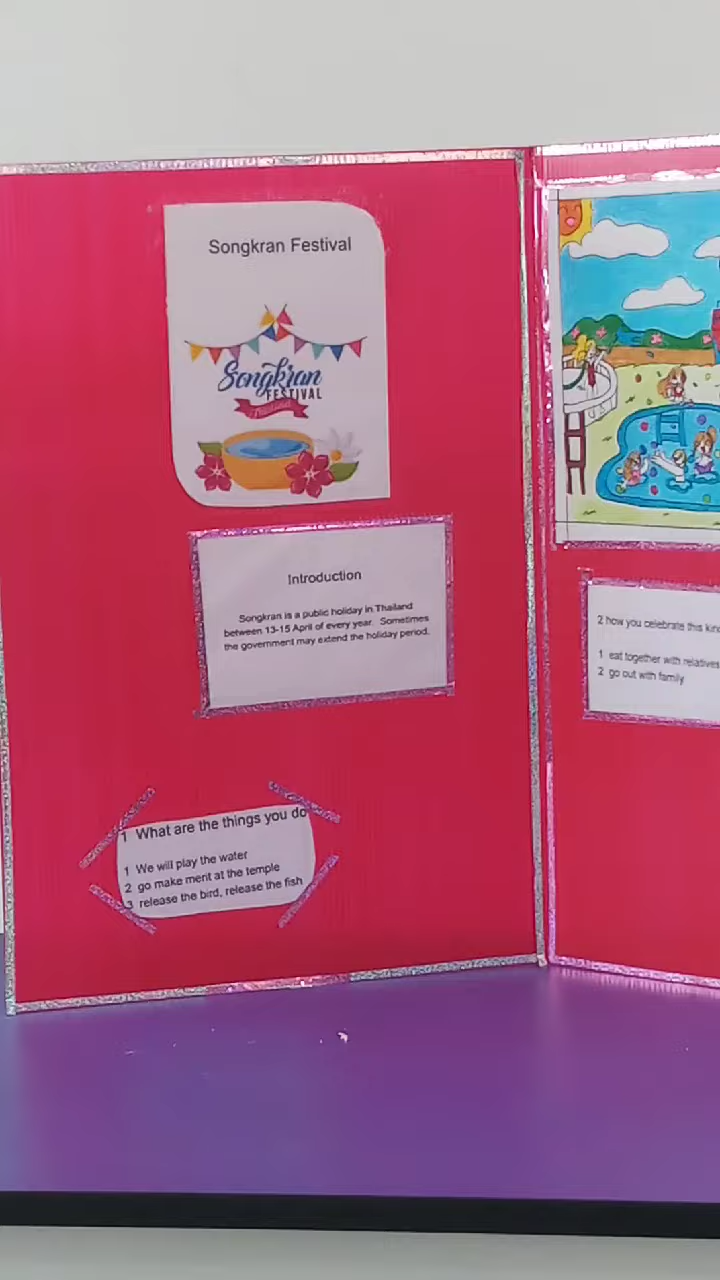 Songkran Festival
Songkran
FESTIVAL
Thailand
Introduction
Songkran is a public holiday in Thailand
between 13-15 April of every year. Sometimes
the government may extend the holiday period.
1 What are the things you do
1 We will play the water
2 go make merit at the temple
3 release the bird, release the fish
2 how you celebrate this kind
1 eat together with relatives
2 go out with family